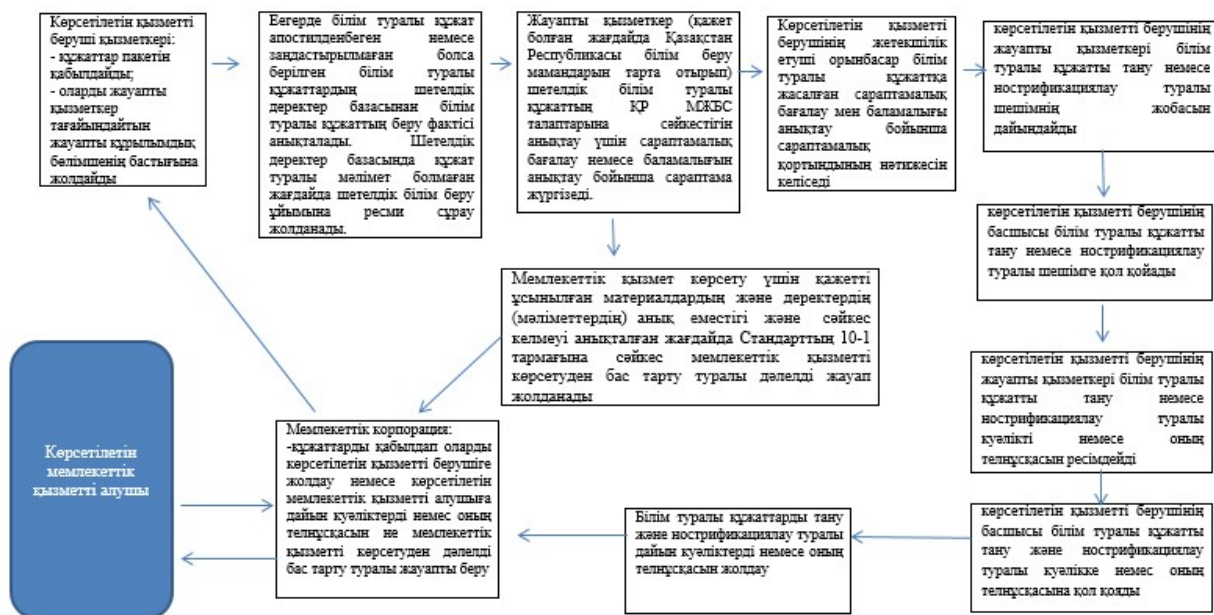 Көрсетілетін қызметті
беруші қызметкері:
- құжаттар пакетін
қабылдайды;
- оларды жауапты
қызметкер
тағайындайтын
жауапты құрылымдық
бөлімшенің бастығына
жолдайды
Еегерде білім туралы құжат
апостилденбеген немесе
заңдастырылмаған болса
берілген білім туралы
құжаттардың шетелдік
деректер базасынан білім
туралы құжаттың беру фактісі
анықталады. Шетелдік
деректер базасында құжат
туралы мәлімет болмаған
жағдайда шетелдік білім беру
ұйымына ресми сұрау
жолданады.
Жауапты қызметкер (қажет
болған жағдайда Қазақстан
Республикасы білім беру
мамандарын тарта отырып)
шетелдік білім туралы
құжаттың ҚР МЖБС
талаптарына сәйкестігін
анықтау үшін сараптамалық
бағалау немесе баламалығын
анықтау бойынша сараптама
жүргізеді.
Көрсетілетін қызметті
берушінің жетекшілік
етуші орынбасар білім
туралы құжатқа
жасалған сараптамалық
бағалау мен баламалығы
анықтау бойынша
сараптамалық
қортындының нәтижесін
келіседі
көрсетілетін қызметті берушінің
жауапты қызметкері білім
туралы құжатты тану немесе
нострификациялау туралы
шешімнің жобасын
дайындайды
көрсетілетін қызметті берушінің
басшысы білім туралы құжатты
тану немесе нострификациялау
туралы шешімге қол қояды
Мемлекеттік қызмет көрсету үшін қажетті
ұсынылған материалдардың және деректердің
(мәліметтердің) анық еместігі және сәйкес
келмеуі анықталған жағдайда Стандарттың 10-1
тармағына сәйкес мемлекеттік қызметті
көрсетуден бас тарту туралы дәлелді жауап
жолданады
көрсетілетін қызметті берушінің
жауапты қызметкері білім туралы
құжатты тану немесе
нострификациялау туралы
куәлікті немесе оның
телнұсқасын ресімдейді
Көрсетілетін
мемлекеттік
қызметті алушы
Мемлекеттік корпорация:
-құжаттарды қабылдап оларды
көрсетілетін қызметті берушіге
жолдау немесе көрсетілетін
мемлекеттік қызметті алушыға
дайын куәліктерді немес оның
телнұсқасын не мемлекеттік
қызметті көрсетуден дәлелді
бас тарту туралы жауапты беру
Білім туралы құжаттарды тану
және нострификациялау туралы
дайын куәліктерді немесе оның
телнұсқасын жолдау
көрсетілетін қызметті берушінің
басшысы білім туралы құжатты
тану және нострификациялау
туралы куәлікке немес оның
телнұсқасына қол қояды